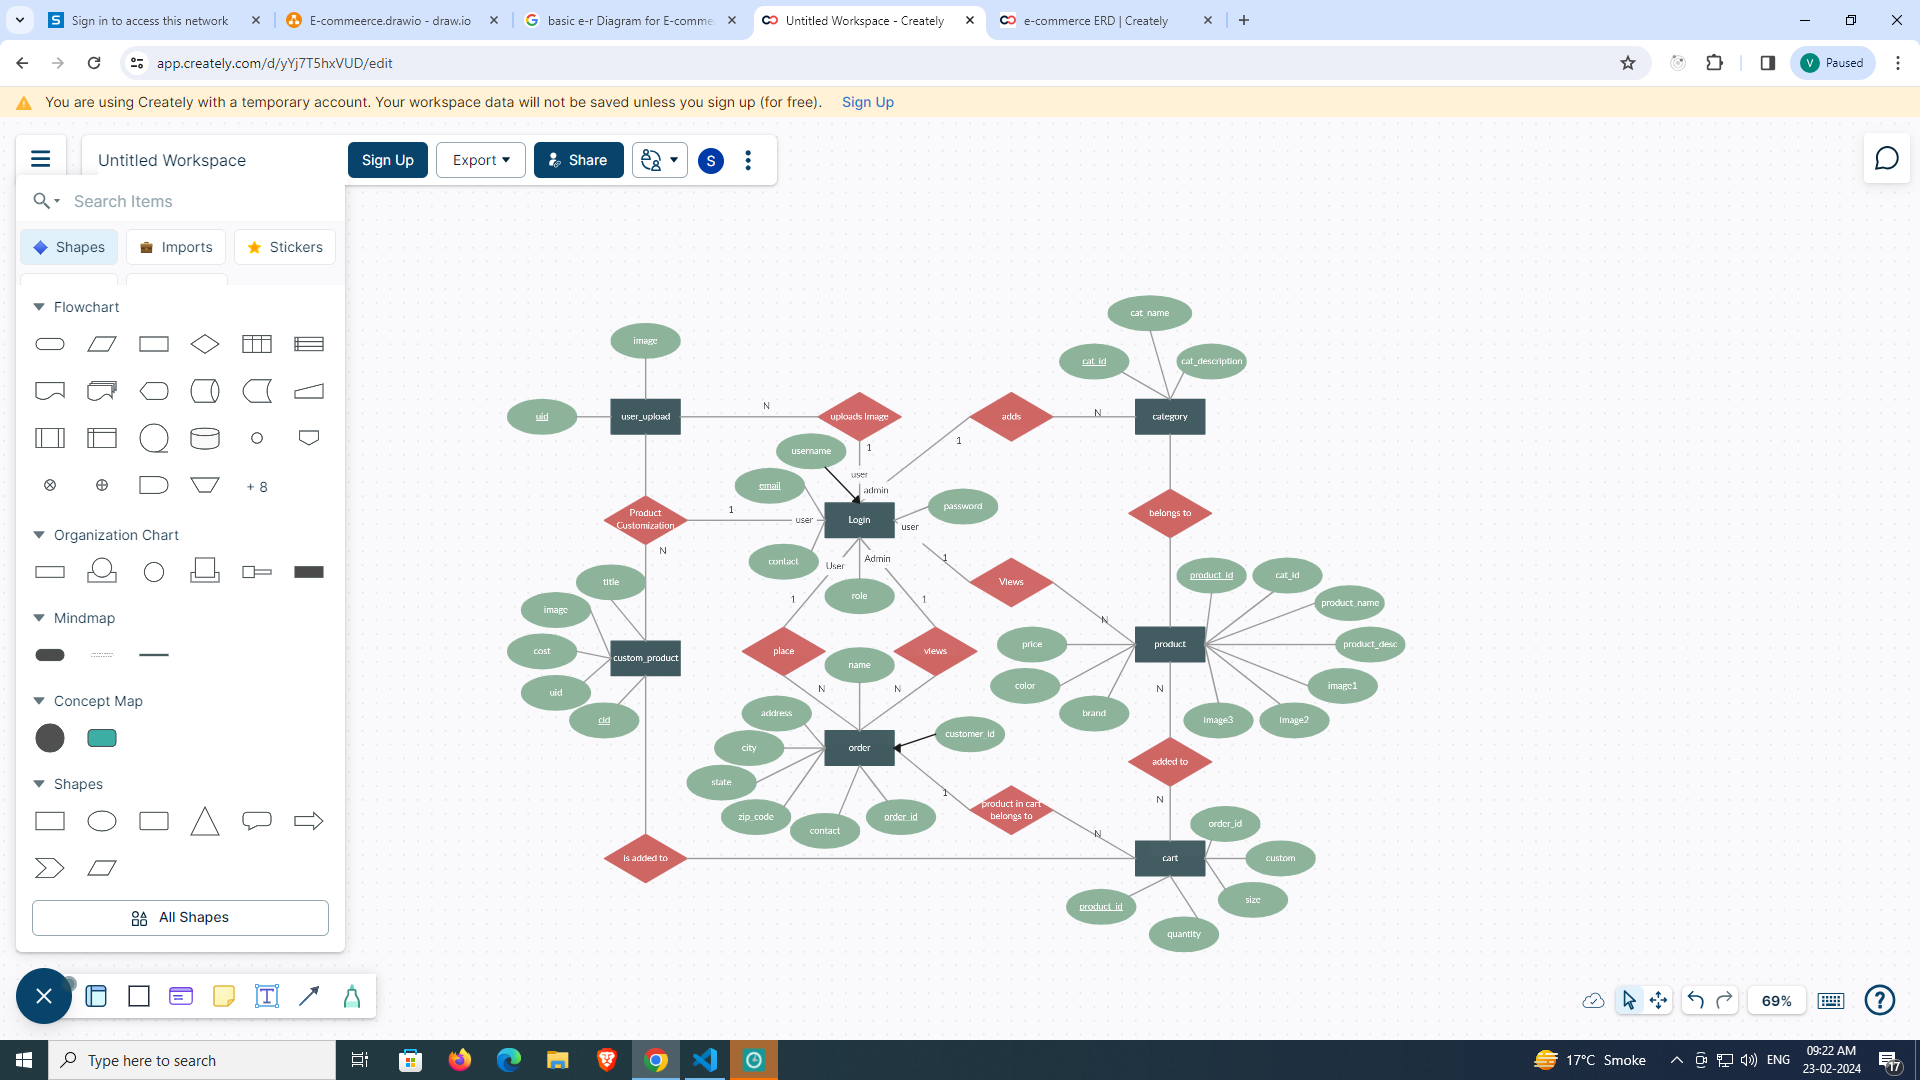 Sign in to access this network
E-commeerce.drawio - draw.io
basic e-r Diagram for E-comme
Untitled Workspace - Creately
e-commerce ERD | Creately
app.creately.com/d/yYj7T5hxVUD/edit
V Paused
You are using Creately with a temporary account. Your workspace data will not be saved unless you sign up (for free). Sign Up
Untitled Workspace
Sign Up
Export
Share
S
Search Items
Shapes
Imports
Stickers
Flowchart
+ 8
Organization Chart
Mindmap
Concept Map
Shapes
All Shapes
cat_name
image
cat_id
cat_description
N
uid
user_upload
uploads Image
adds
N
category
1
1
username
user
email
admin
password
Product
Customization
1
user
Login
user
belongs to
N
contact
User
Admin
1
Views
title
product_id
cat_id
image
role
1
1
product_name
N
cost
custom_product
place
name
views
price
product
product_desc
uid
N
N
color
N
image1
cid
address
brand
image3
image2
city
order
customer_id
state
added to
zip_code
contact
order_id
1
product in cart
belongs to
N
order_id
N
is added to
cart
custom
size
product_id
quantity
69%
Type here to search
17°C Smoke
ENG
09:22 AM
23-02-2024
17